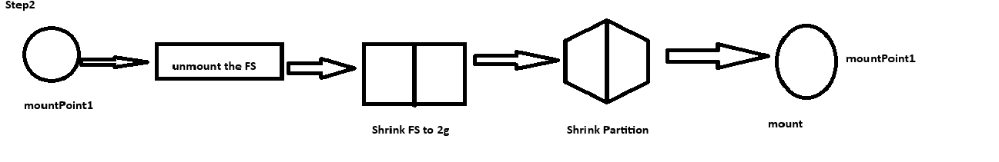 Step2
unmount the FS
mountPoint1
mountPoint1
Shrink FS to 2g
Shrink Partition
mount